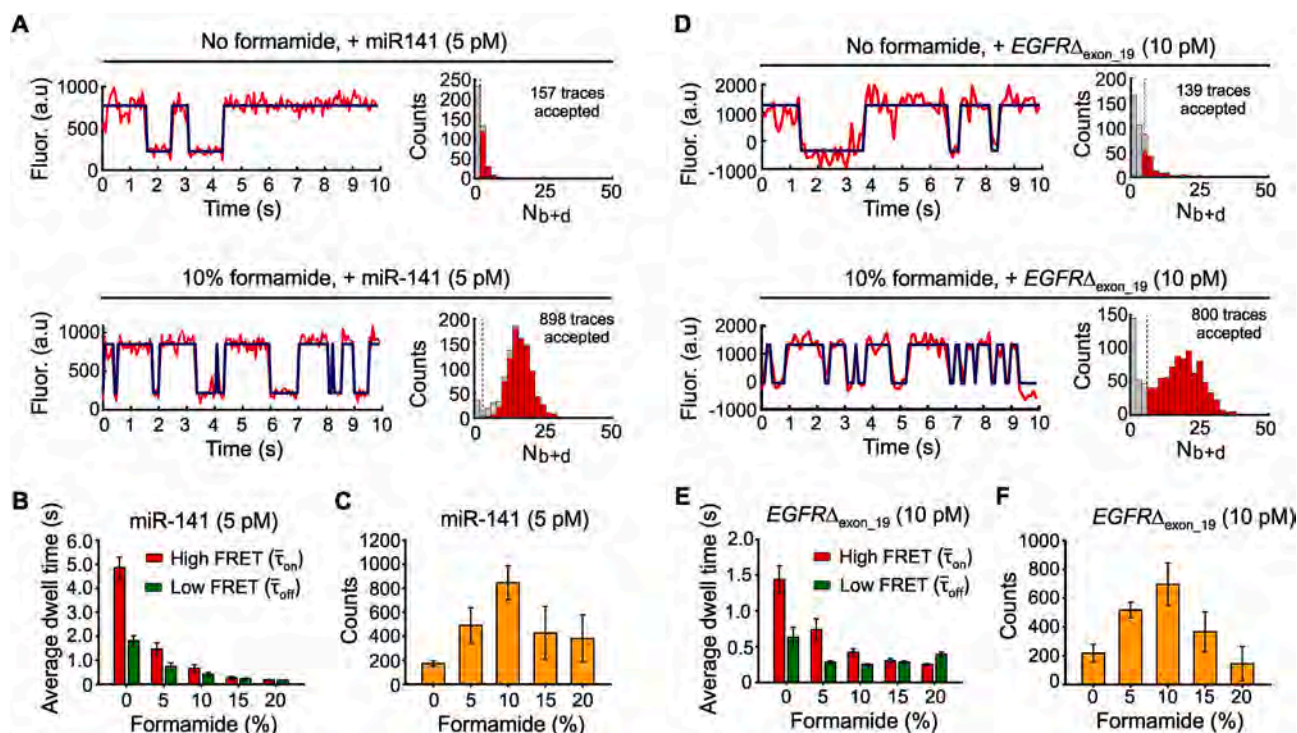 A
No formamide, + miR141 (5 pM)
Fluor. (a.u)
1000
500
0
0 1 2 3 4 5 6 7 8 9 10
Time (s)
Counts
250
200
150
100
50
0
157 traces
accepted
0 25 50
Nb+d
10% formamide, + miR-141 (5 pM)
Fluor. (a.u)
1000
500
0
0 1 2 3 4 5 6 7 8 9 10
Time (s)
Counts
200
150
100
50
0
898 traces
accepted
0 25 50
Nb+d
B
miR-141 (5 pM)
Average dwell time (s)
6.0
5.0
4.0
3.0
2.0
1.0
0.0
High FRET (τ̄on)
Low FRET (τ̄off)
0 5 10 15 20
Formamide (%)
C
miR-141 (5 pM)
Counts
1200
1000
800
600
400
200
0
0 5 10 15 20
Formamide (%)
D
No formamide, + EGFRΔexon_19 (10 pM)
Fluor. (a.u)
2000
1000
0
-1000
0 1 2 3 4 5 6 7 8 9 10
Time (s)
Counts
200
150
100
50
0
139 traces
accepted
0 25 50
Nb+d
10% formamide, + EGFRΔexon_19 (10 pM)
Fluor. (a.u)
2000
1000
0
-1000
0 1 2 3 4 5 6 7 8 9 10
Time (s)
Counts
150
100
50
0
800 traces
accepted
0 25 50
Nb+d
E
EGFRΔexon_19 (10 pM)
Average dwell time (s)
2.0
1.5
1.0
0.5
0.0
High FRET (τ̄on)
Low FRET (τ̄off)
0 5 10 15 20
Formamide (%)
F
EGFRΔexon_19 (10 pM)
Counts
1000
800
600
400
200
0
0 5 10 15 20
Formamide (%)